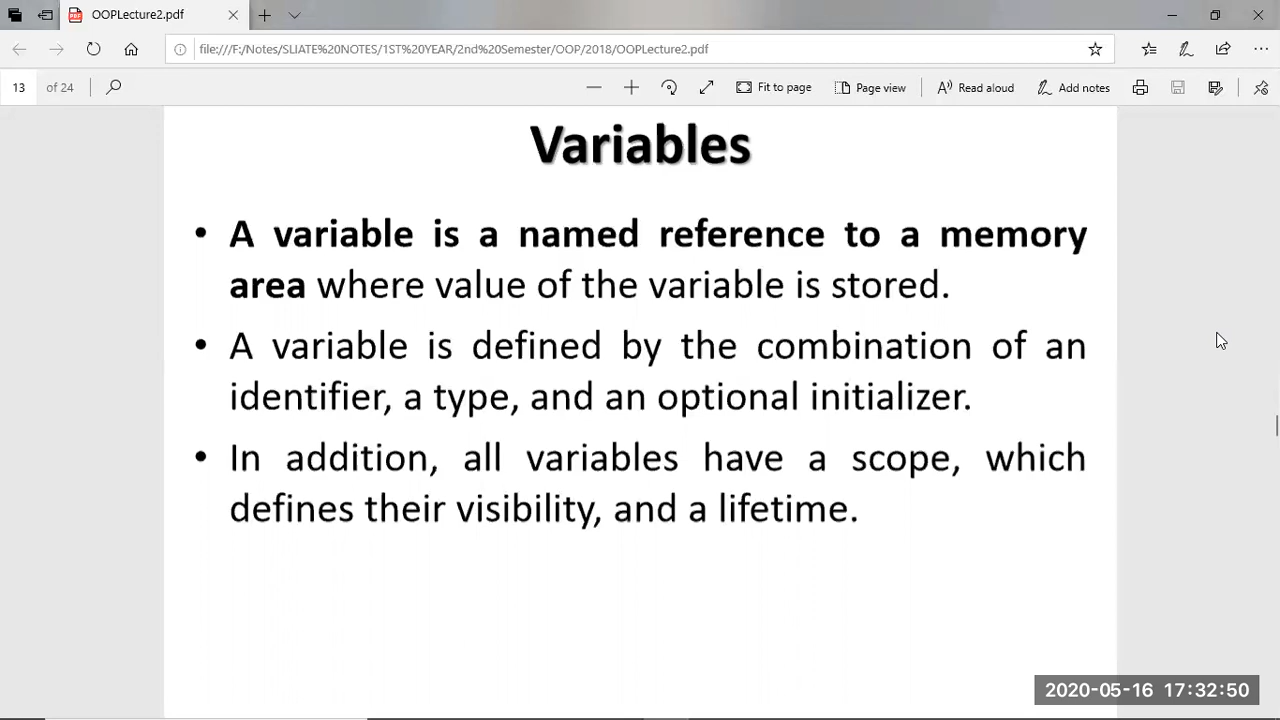 OOPLecture2.pdf
file:///F:/Notes/SLIATE%20NOTES/1ST%20YEAR/2nd%20Semester/OOP/2018/OOPLecture2.pdf
13 of 24 Fit to page Page view Read aloud Add notes
Variables
• A variable is a named reference to a memory
area where value of the variable is stored.
• A variable is defined by the combination of an
identifier, a type, and an optional initializer.
• In addition, all variables have a scope, which
defines their visibility, and a lifetime.
2020-05-16 17:32:50